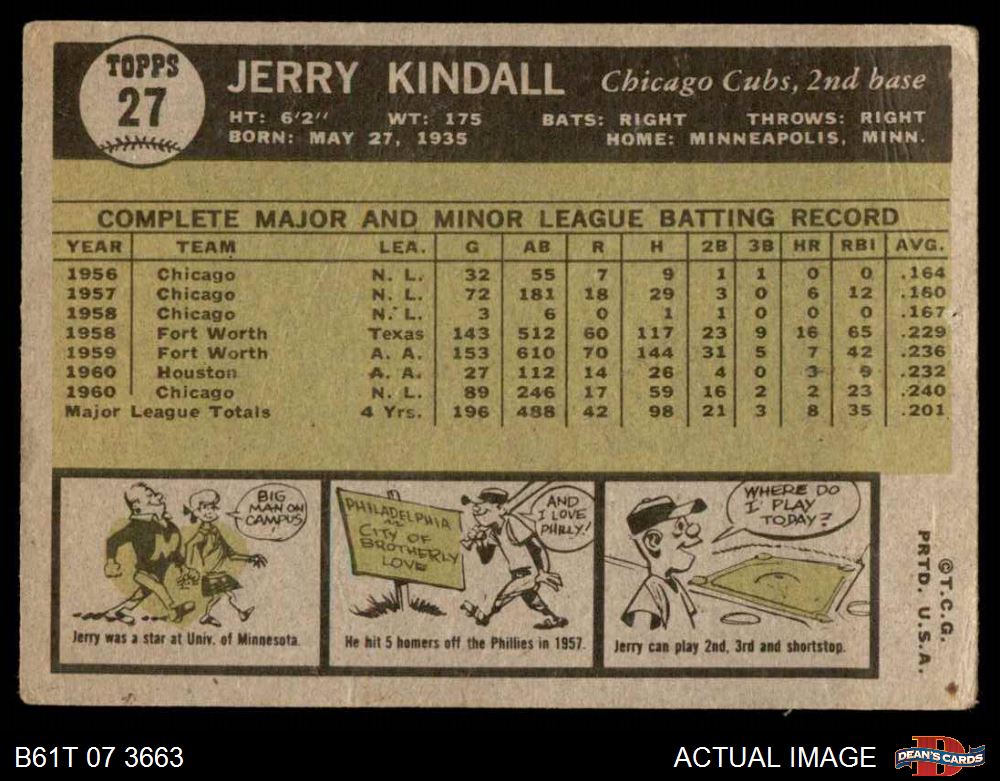 TOPPS
27
JERRY KINDALL Chicago Cubs, 2nd base
HT: 6'2" WT: 175 BATS: RIGHT THROWS: RIGHT
BORN: MAY 27, 1935 HOME: MINNEAPOLIS, MINN.
COMPLETE MAJOR AND MINOR LEAGUE BATTING RECORD
YEAR TEAM LEA. G AB R H 2B 3B HR RBI AVG.
1956 Chicago N. L. 32 55 7 9 1 1 0 0 .164
1957 Chicago N. L. 72 181 18 29 3 0 6 12 .160
1958 Chicago N. L. 3 6 0 1 1 0 0 0 .167
1958 Fort Worth Texas 143 512 60 117 23 9 16 65 .229
1959 Fort Worth A. A. 153 610 70 144 31 5 7 42 .236
1960 Houston A. A. 27 112 14 26 4 0 3 9 .232
1960 Chicago N. L. 89 246 17 59 16 2 2 23 .240
Major League Totals 4 Yrs. 196 488 42 98 21 3 8 35 .201
BIG
MAN ON
CAMPUS!
M
Jerry was a star at Univ. of Minnesota.
PHILADELPHIA
CITY OF
BROTHERLY
LOVE
AND
I LOVE
PHILLY!
He hit 5 homers off the Phillies in 1957.
WHERE DO
I PLAY
TODAY?
Jerry can play 2nd, 3rd and shortstop.
©T.C.G.
PRTD. U.S.A.
B61T 07 3663
ACTUAL IMAGE
D
DEAN'S CARDS